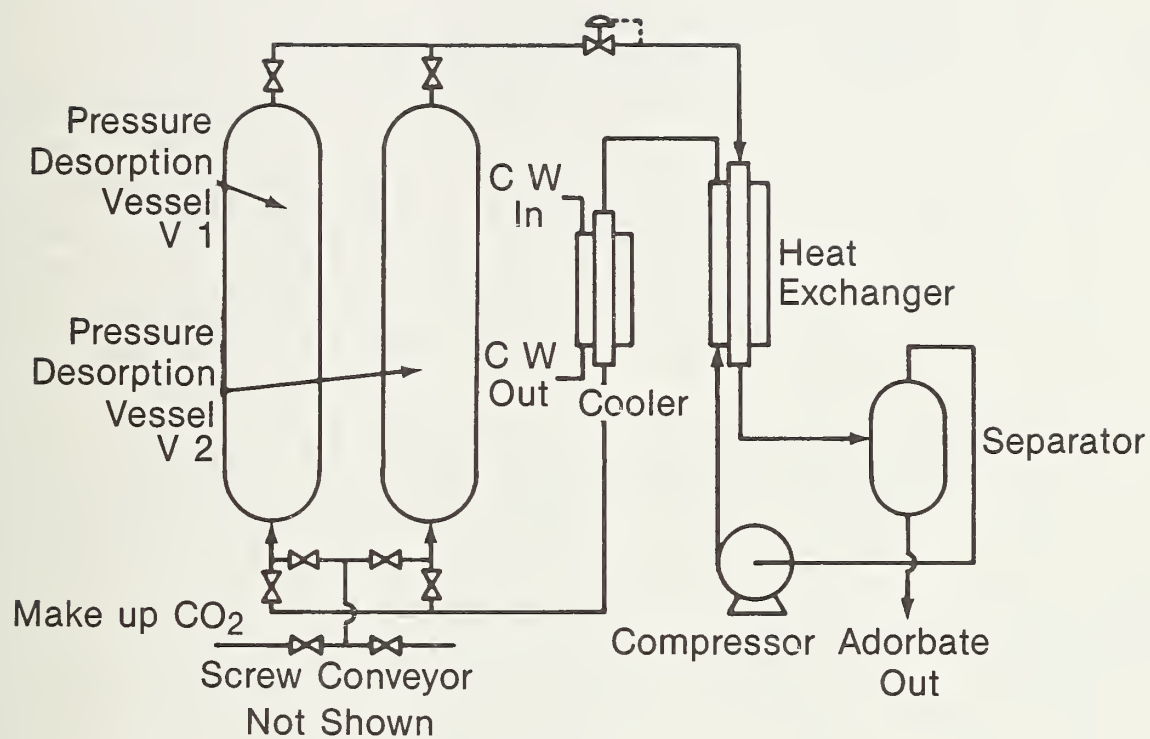 Pressure
Desorption
Vessel
V 1
Pressure
Desorption
Vessel
V 2
C W
In
C W
Out
Cooler
Heat
Exchanger
Separator
Make up CO2
Compressor
Adorbate
Out
Screw Conveyor
Not Shown